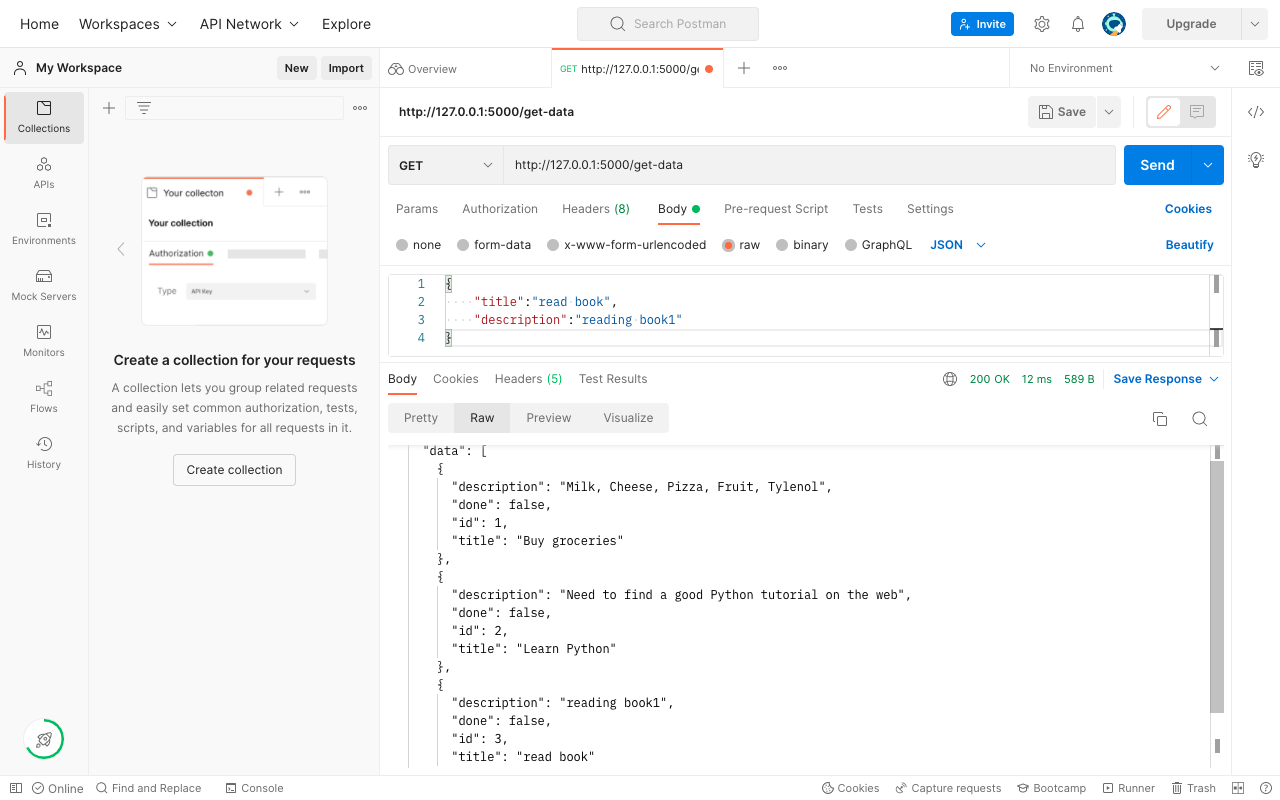 Home Workspaces API Network Explore Search Postman Invite Upgrade
My Workspace New Import Overview GET http://127.0.0.1:5000/ge No Environment
Collections
APIs
Environments
Mock Servers
Monitors
Flows
History
Your collecton
Your collection
Authorization
Type API Key
Create a collection for your requests
A collection lets you group related requests
and easily set common authorization, tests,
scripts, and variables for all requests in it.
Create collection
http://127.0.0.1:5000/get-data Save
GET http://127.0.0.1:5000/get-data Send
Params Authorization Headers (8) Body Pre-request Script Tests Settings Cookies
none form-data x-www-form-urlencoded raw binary GraphQL JSON Beautify
1 {
2 "title":"read book",
3 "description":"reading book1"
4 }
Body Cookies Headers (5) Test Results 200 OK 12 ms 589 B Save Response
Pretty Raw Preview Visualize
"data": [
{
"description": "Milk, Cheese, Pizza, Fruit, Tylenol",
"done": false,
"id": 1,
"title": "Buy groceries"
},
{
"description": "Need to find a good Python tutorial on the web",
"done": false,
"id": 2,
"title": "Learn Python"
},
{
"description": "reading book1",
"done": false,
"id": 3,
"title": "read book"
Online Find and Replace Console Cookies Capture requests Bootcamp Runner Trash